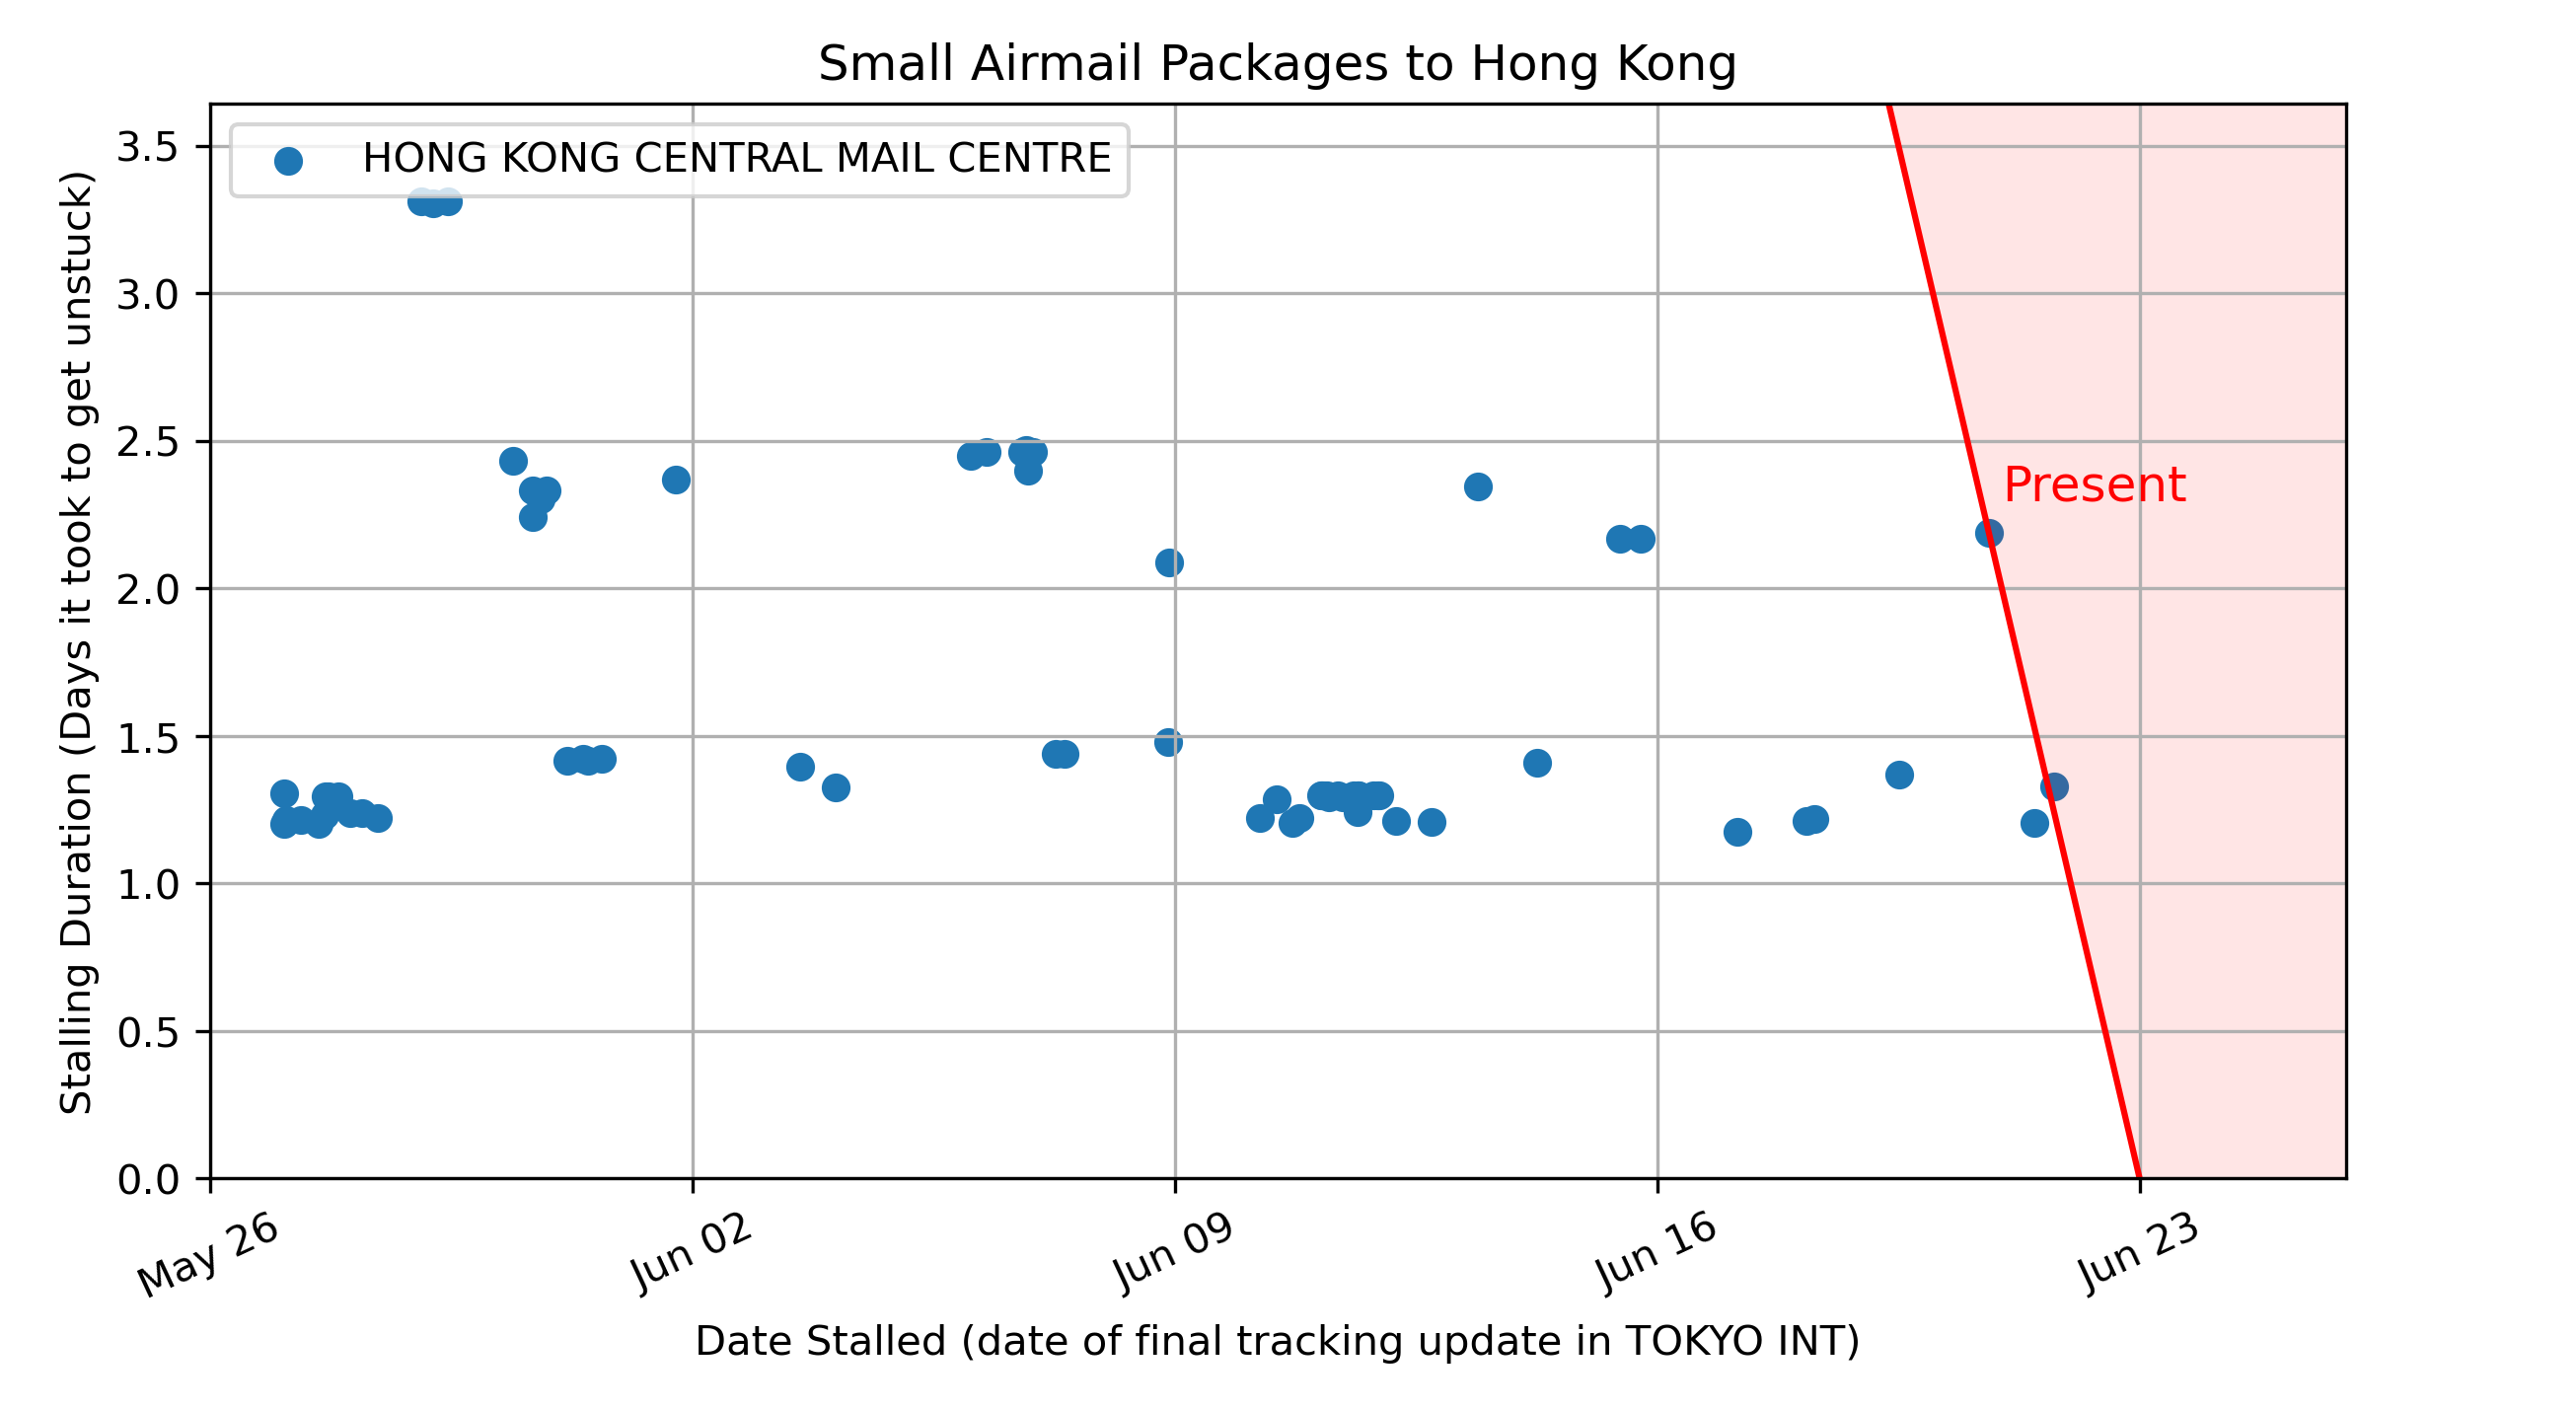 Small Airmail Packages to Hong Kong
HONG KONG CENTRAL MAIL CENTRE
Stalling Duration (Days it took to get unstuck)
3.5
3.0
2.5
2.0
1.5
1.0
0.5
0.0
Present
May 26
Jun 02
Jun 09
Jun 16
Jun 23
Date Stalled (date of final tracking update in TOKYO INT)